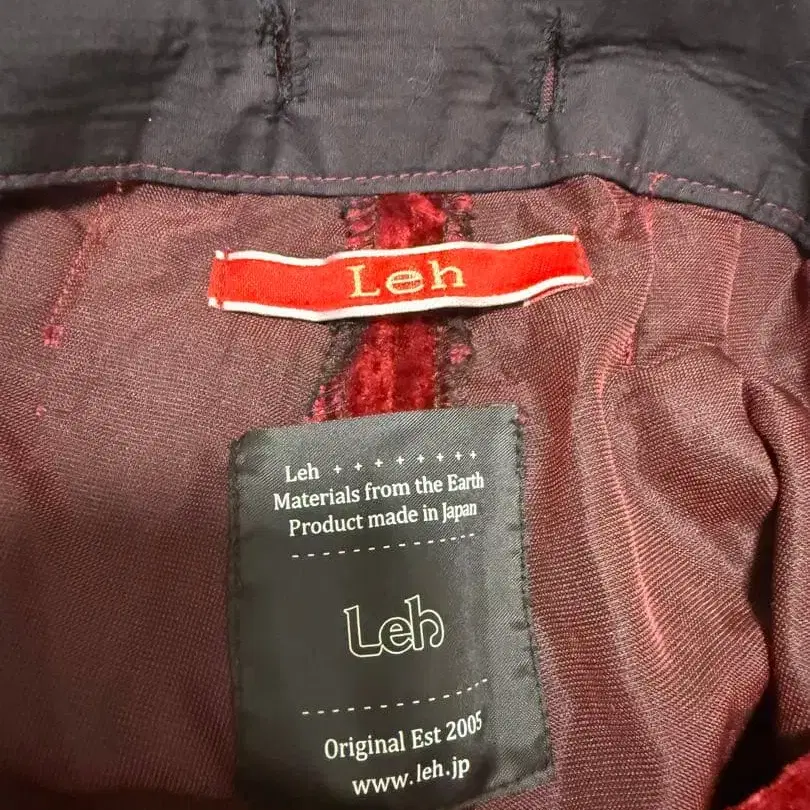 Leh
Leh + + + + + + + +
Materials from the Earth
Product made in Japan
Leh
Original Est 2005
www.leh.jp